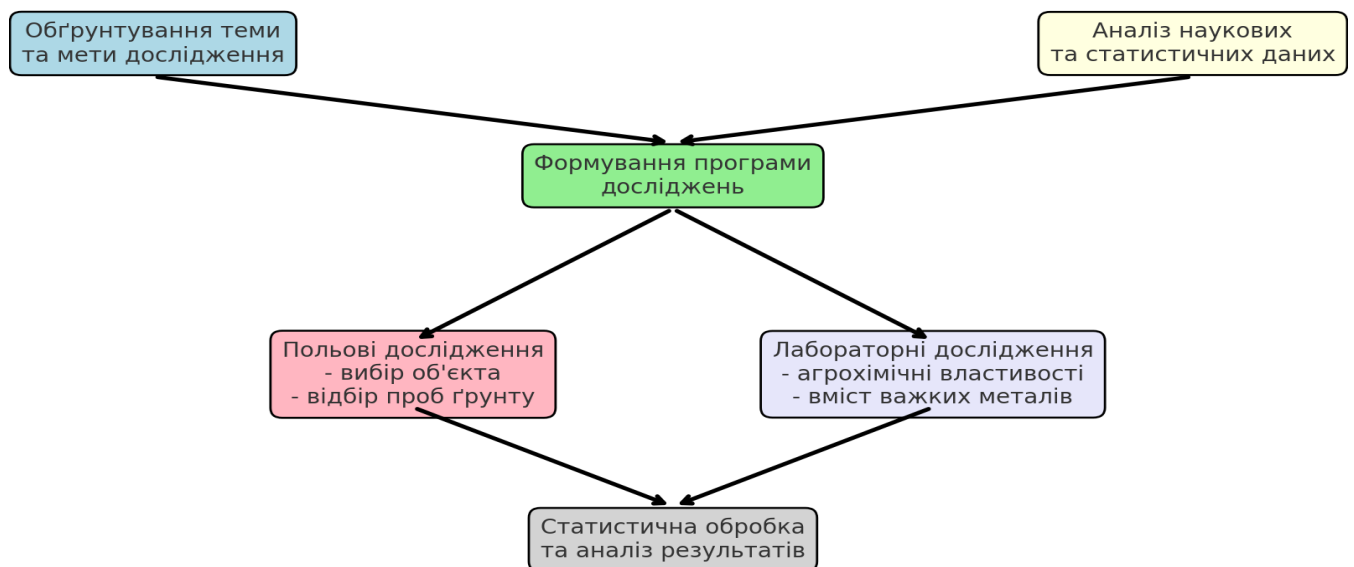 Обґрунтування теми
та мети дослідження
Аналіз наукових
та статистичних даних
Формування програми
досліджень
Польові дослідження
- вибір об'єкта
- відбір проб ґрунту
Лабораторні дослідження
- агрохімічні властивості
- вміст важких металів
Статистична обробка
та аналіз результатів